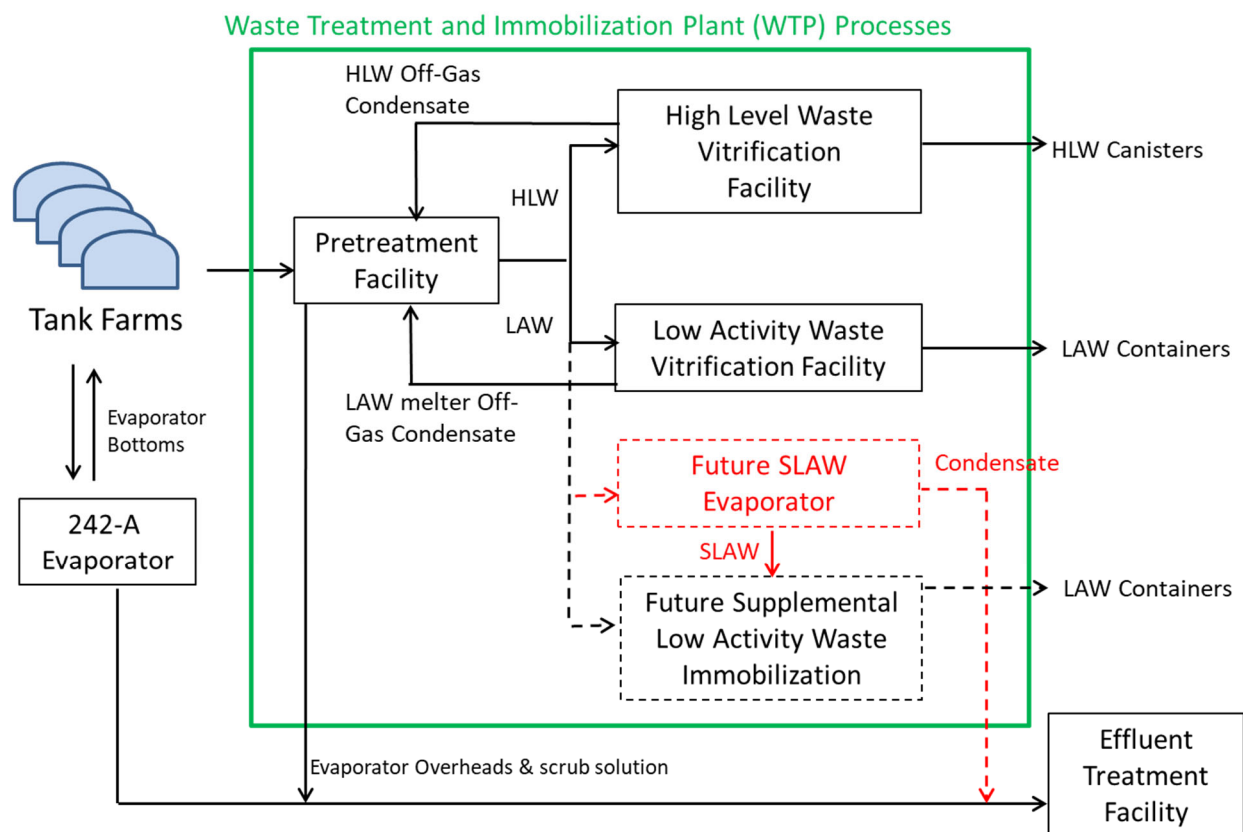 Waste Treatment and Immobilization Plant (WTP) Processes
HLW Off-Gas
Condensate
High Level Waste
Vitrification
Facility
HLW Canisters
HLW
Pretreatment
Facility
Tank Farms
LAW
Low Activity Waste
Vitrification Facility
LAW Containers
LAW melter Off-
Gas Condensate
Evaporator
Bottoms
Future SLAW
Evaporator
Condensate
242-A
Evaporator
SLAW
Future Supplemental
Low Activity Waste
Immobilization
LAW Containers
Evaporator Overheads & scrub solution
Effluent
Treatment
Facility